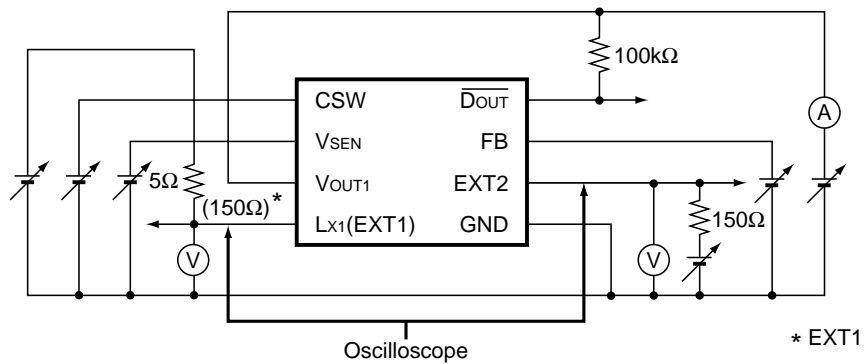 100kΩ
CSW
DOUT
A
VSEN
FB
5Ω
VOUT1
EXT2
(150Ω)*
LX1(EXT1)
GND
150Ω
V
V
Oscilloscope
* EXT1